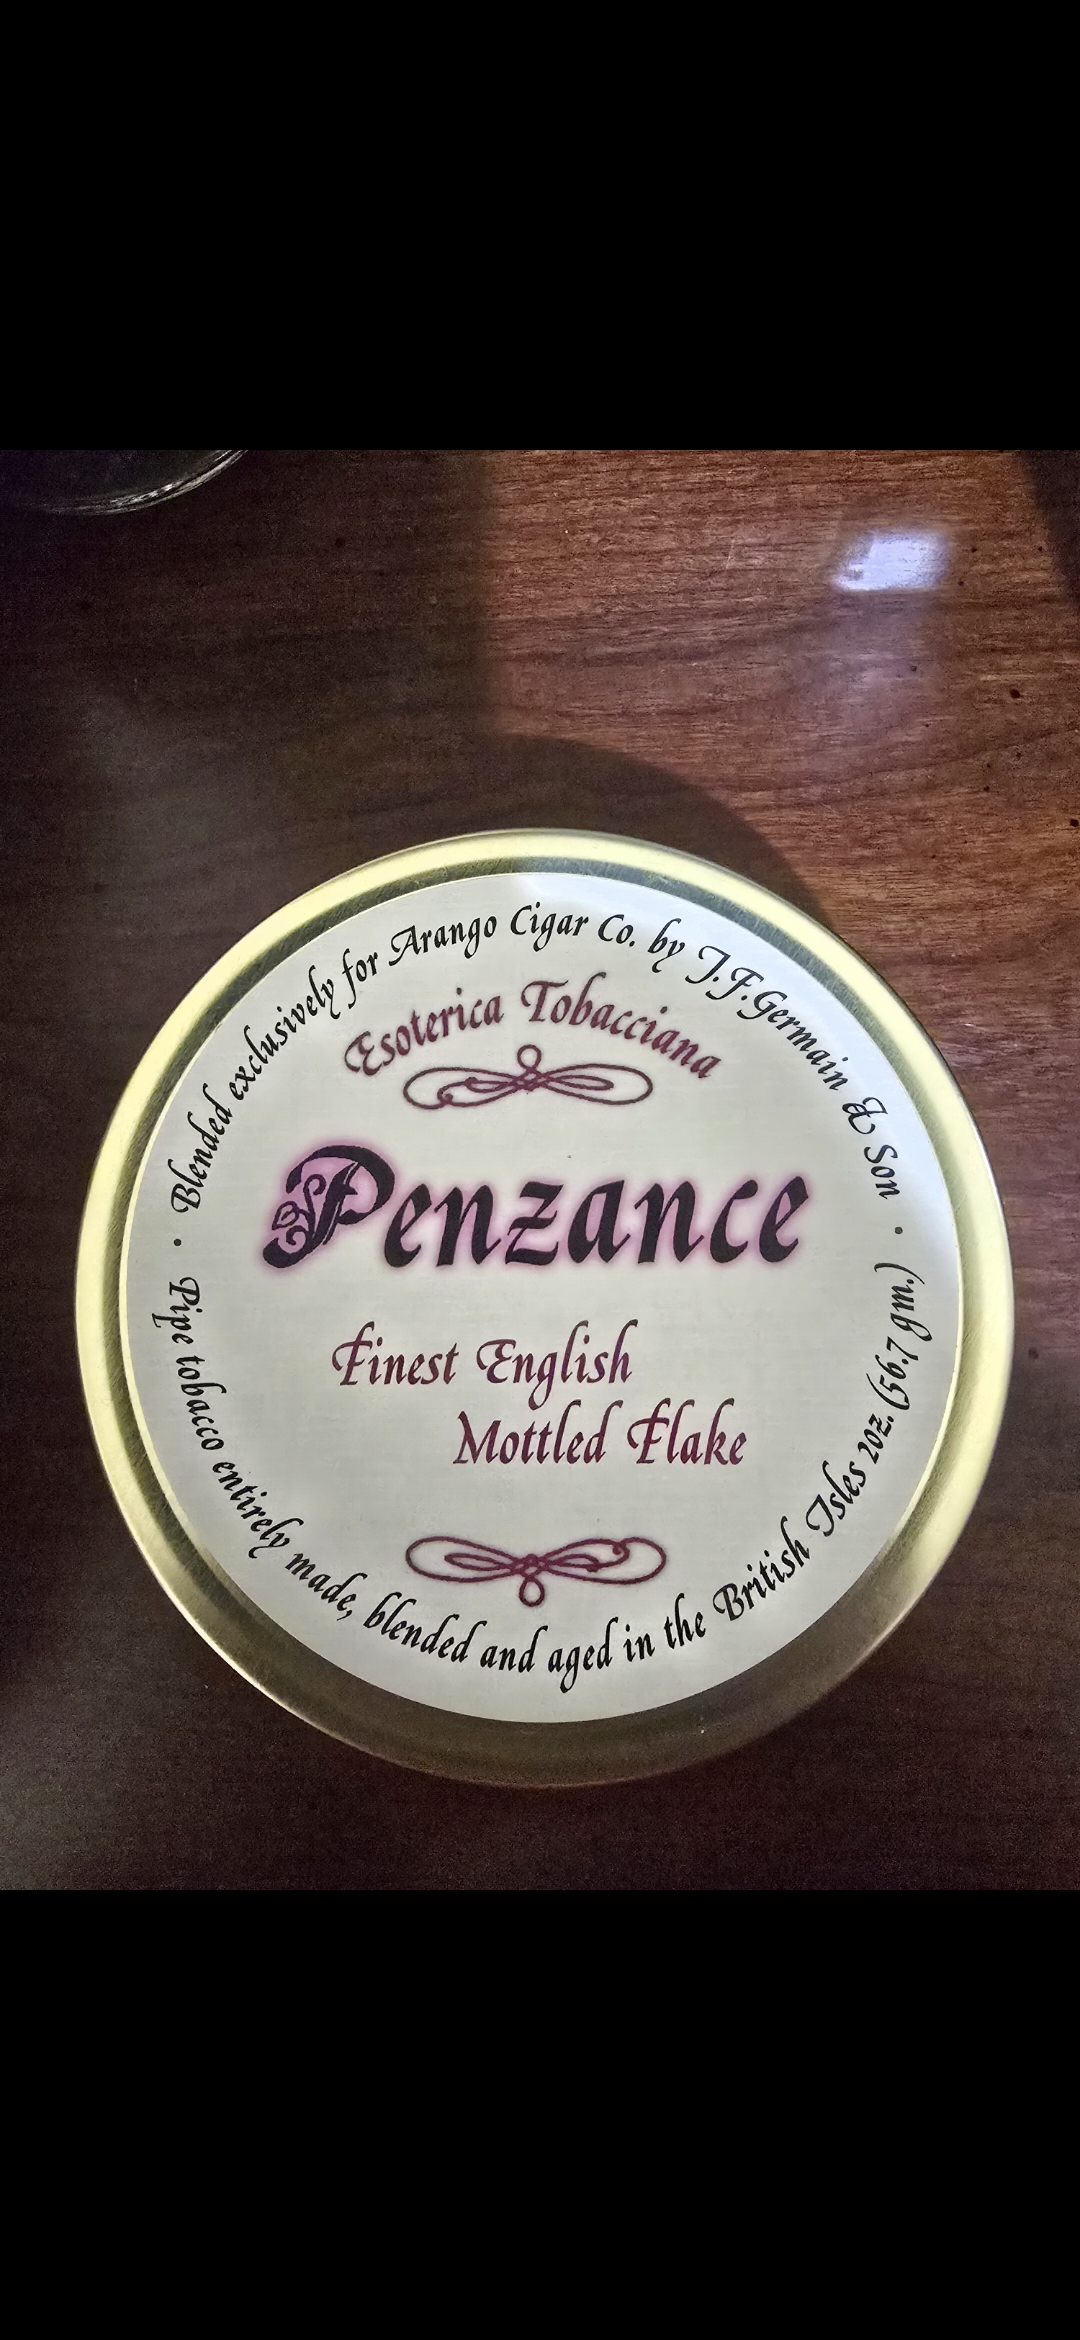 Blended exclusively for Arango Cigar Co. by J.F.Germain & Son
Esoterica Tobacciana
Penzance
Finest English
Mottled Flake
Pipe tobacco entirely made, blended and aged in the British Isles 2oz. (56.7 gm.)